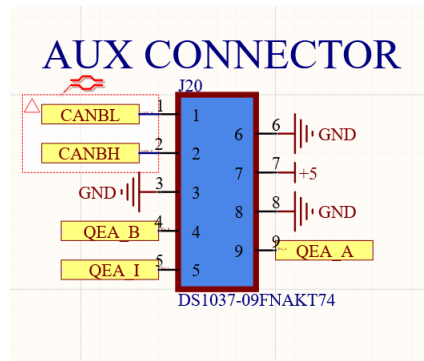 AUX CONNECTOR
J20
CANBL 1 1
CANBH 2 2
GND 3 3
QEA_B 4 4
QEA_I 5 5
6 6 GND
7 7 +5
8 8 GND
9 9 QEA_A
DS1037-09FNAKT74